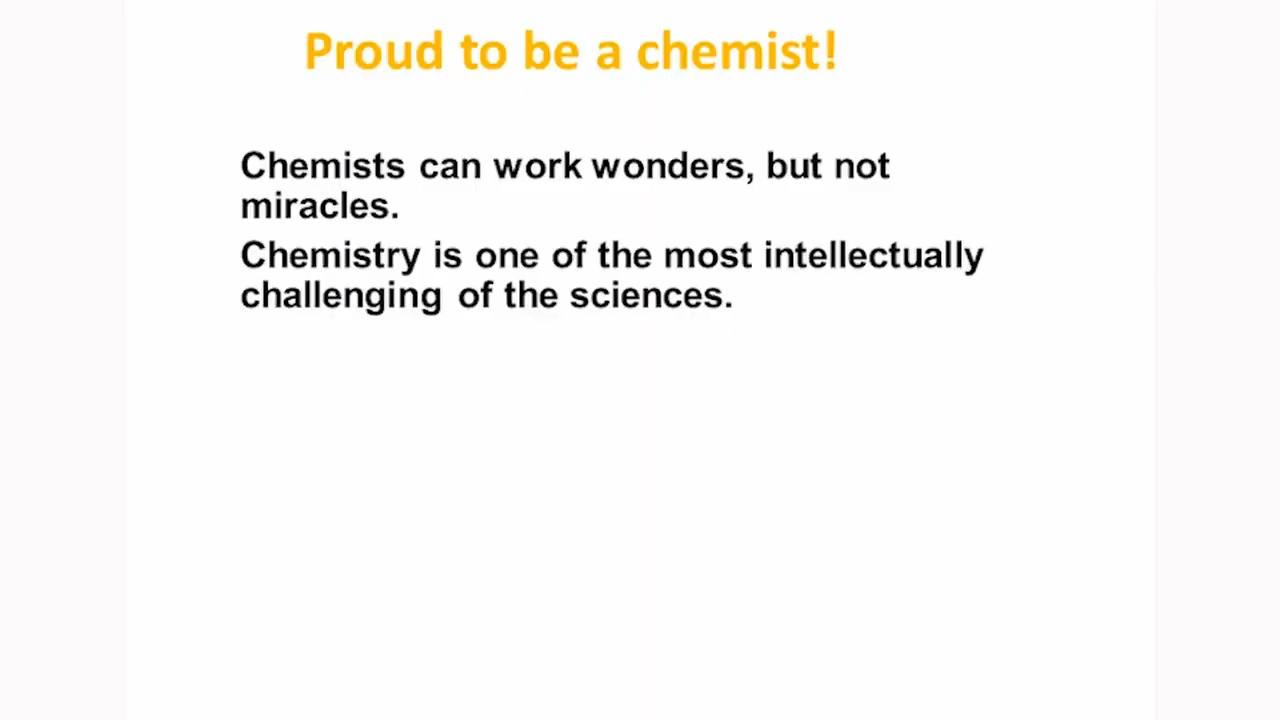 Proud to be a chemist!
Chemists can work wonders, but not
miracles.
Chemistry is one of the most intellectually
challenging of the sciences.